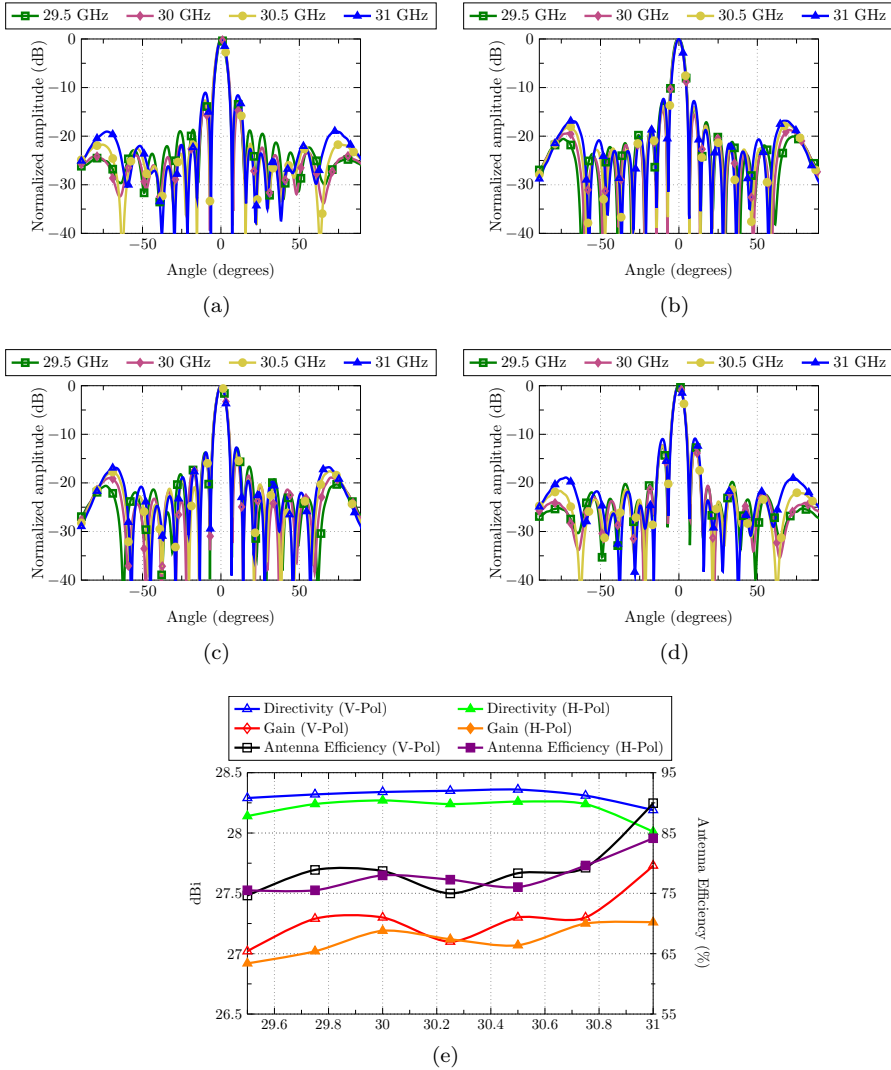 29.5 GHz 30 GHz 30.5 GHz 31 GHz
0
−10
−20
−30
−40
Normalized amplitude (dB)
−50 0 50
Angle (degrees)
(a)
29.5 GHz 30 GHz 30.5 GHz 31 GHz
0
−10
−20
−30
−40
Normalized amplitude (dB)
−50 0 50
Angle (degrees)
(b)
29.5 GHz 30 GHz 30.5 GHz 31 GHz
0
−10
−20
−30
−40
Normalized amplitude (dB)
−50 0 50
Angle (degrees)
(c)
29.5 GHz 30 GHz 30.5 GHz 31 GHz
0
−10
−20
−30
−40
Normalized amplitude (dB)
−50 0 50
Angle (degrees)
(d)
Directivity (V-Pol) Directivity (H-Pol)
Gain (V-Pol) Gain (H-Pol)
Antenna Efficiency (V-Pol) Antenna Efficiency (H-Pol)
28.5
28
27.5
27
26.5
dBi
95
85
75
65
55
Antenna Efficiency (%)
29.6 29.8 30 30.2 30.4 30.6 30.8 31
(e)